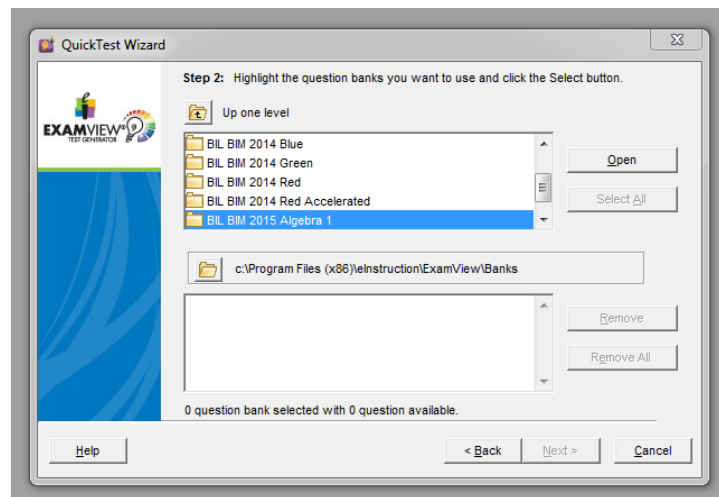 QuickTest Wizard
Step 2: Highlight the question banks you want to use and click the Select button.
Up one level
EXAMVIEW®
TEST GENERATOR
BIL BIM 2014 Blue
BIL BIM 2014 Green
BIL BIM 2014 Red
BIL BIM 2014 Red Accelerated
BIL BIM 2015 Algebra 1
Open
Select All
c:\Program Files (x86)\eInstruction\ExamView\Banks
Remove
Remove All
0 question bank selected with 0 question available.
Help
< Back
Next >
Cancel